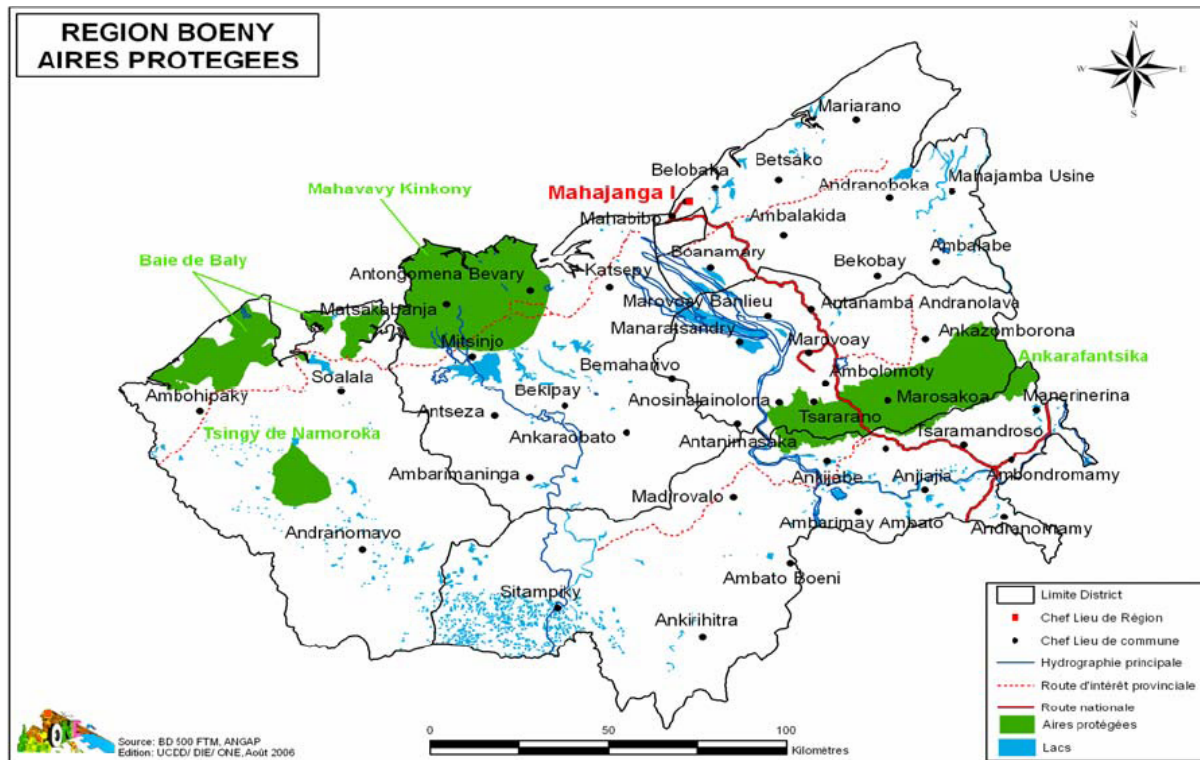 REGION BOENY
AIRES PROTEGEES
N
W
E
S
Mariarano
Betsako
Belobaka
Mahajamba Usine
Andranoboka
Mahavavy Kinkony
Mahajanga I
Mahabibo
Ambalakida
Boanamary
Ambalabe
Baie de Baly
Bekobay
Katsepy
Antongomena Bevary
Matsakabanja
Marovoay Banlieu
Antanamba Andranolava
Manaratsandry
Ankazomborona
Mitsinjo
Marovoay
Ankarafantsika
Bemaharivo
Ambolomoty
Soalala
Bekipay
Ambohipaky
Antseza
Anosinalainolona
Marosakoa
Manerinerina
Tsararano
Tsingy de Namoroka
Ankaraobato
Antanimasaka
Tsaramandroso
Ambarimaninga
Ankijabe
Anjiajia
Ambondromamy
Madirovalo
Ambarimay
Ambato
Andranomamy
Andranomavo
Ambato Boeni
Sitampiky
Ankirihitra
Limite District
Chef Lieu de Région
Chef Lieu de commune
Hydrographie principale
Route d'intérêt provinciale
Route nationale
Aires protégées
Lacs
Source: BD 500 FTM, ANGAP
Edition: UCDD/ DIE/ ONE, Août 2006
0
50
100
Kilomètres